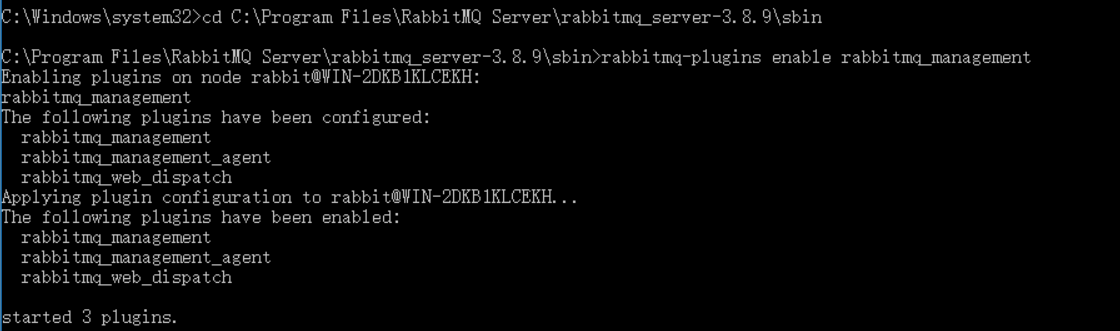 C:\Windows\system32>cd C:\Program Files\RabbitMQ Server\rabbitmq_server-3.8.9\sbin
C:\Program Files\RabbitMQ Server\rabbitmq_server-3.8.9\sbin>rabbitmq-plugins enable rabbitmq_management
Enabling plugins on node rabbit@WIN-2DKB1KLCEKH:
rabbitmq_management
The following plugins have been configured:
  rabbitmq_management
  rabbitmq_management_agent
  rabbitmq_web_dispatch
Applying plugin configuration to rabbit@WIN-2DKB1KLCEKH...
The following plugins have been enabled:
  rabbitmq_management
  rabbitmq_management_agent
  rabbitmq_web_dispatch
started 3 plugins.